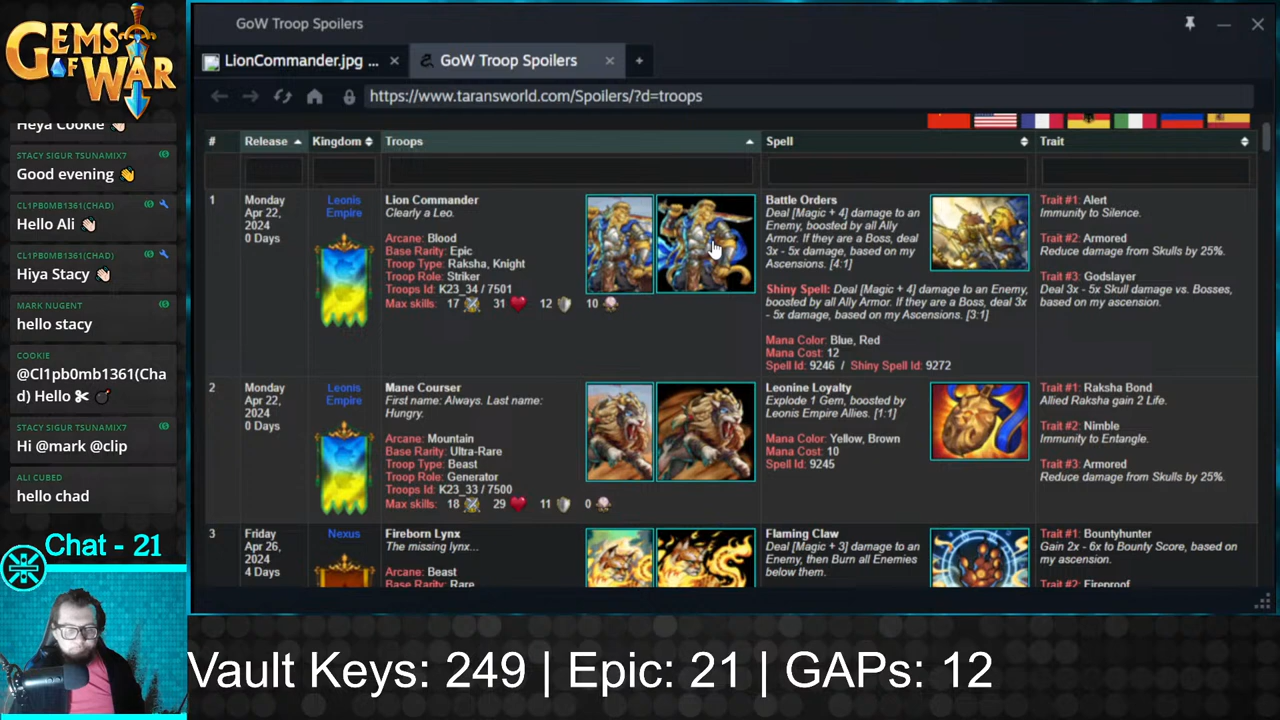 GEMS
OF WAR
Heya Cookie
STACY SIGUR TSUNAMIX7
Good evening
CL1PB0MB1361(CHAD)
Hello Ali
CL1PB0MB1361(CHAD)
Hiya Stacy
MARK NUGENT
hello stacy
COOKIE
@Cl1pb0mb1361(Cha
d) Hello
STACY SIGUR TSUNAMIX7
Hi @mark @clip
ALI CUBED
hello chad
Chat - 21
GoW Troop Spoilers
LionCommander.jpg ...
GoW Troop Spoilers
https://www.taransworld.com/Spoilers/?d=troops
# Release Kingdom Troops Spell Trait
1
Monday
Apr 22,
2024
0 Days
Leonis
Empire
Lion Commander
Clearly a Leo.
Arcane: Blood
Base Rarity: Epic
Troop Type: Raksha, Knight
Troop Role: Striker
Troops Id: K23_34 / 7501
Max skills: 17 31 12 10
Battle Orders
Deal [Magic + 4] damage to an
Enemy, boosted by all Ally
Armor. If they are a Boss, deal
3x - 5x damage, based on my
Ascensions. [4:1]
Shiny Spell: Deal [Magic + 4] damage to an Enemy,
boosted by all Ally Armor. If they are a Boss, deal 3x
- 5x damage, based on my Ascensions. [3:1]
Mana Color: Blue, Red
Mana Cost: 12
Spell Id: 9246 / Shiny Spell Id: 9272
Trait #1: Alert
Immunity to Silence.
Trait #2: Armored
Reduce damage from Skulls by 25%.
Trait #3: Godslayer
Deal 3x - 5x Skull damage vs. Bosses,
based on my ascension.
2
Monday
Apr 22,
2024
0 Days
Leonis
Empire
Mane Courser
First name: Always. Last name:
Hungry.
Arcane: Mountain
Base Rarity: Ultra-Rare
Troop Type: Beast
Troop Role: Generator
Troops Id: K23_33 / 7500
Max skills: 18 29 11 0
Leonine Loyalty
Explode 1 Gem, boosted by
Leonis Empire Allies. [1:1]
Mana Color: Yellow, Brown
Mana Cost: 10
Spell Id: 9245
Trait #1: Raksha Bond
Allied Raksha gain 2 Life.
Trait #2: Nimble
Immunity to Entangle.
Trait #3: Armored
Reduce damage from Skulls by 25%.
3
Friday
Apr 26,
2024
4 Days
Nexus
Fireborn Lynx
The missing lynx...
Arcane: Beast
Base Rarity: Rare
Flaming Claw
Deal [Magic + 3] damage to an
Enemy, then Burn all Enemies
below them.
Trait #1: Bountyhunter
Gain 2x - 6x to Bounty Score, based on
my ascension.
Trait #2: Fireproof
Vault Keys: 249 | Epic: 21 | GAPs: 12